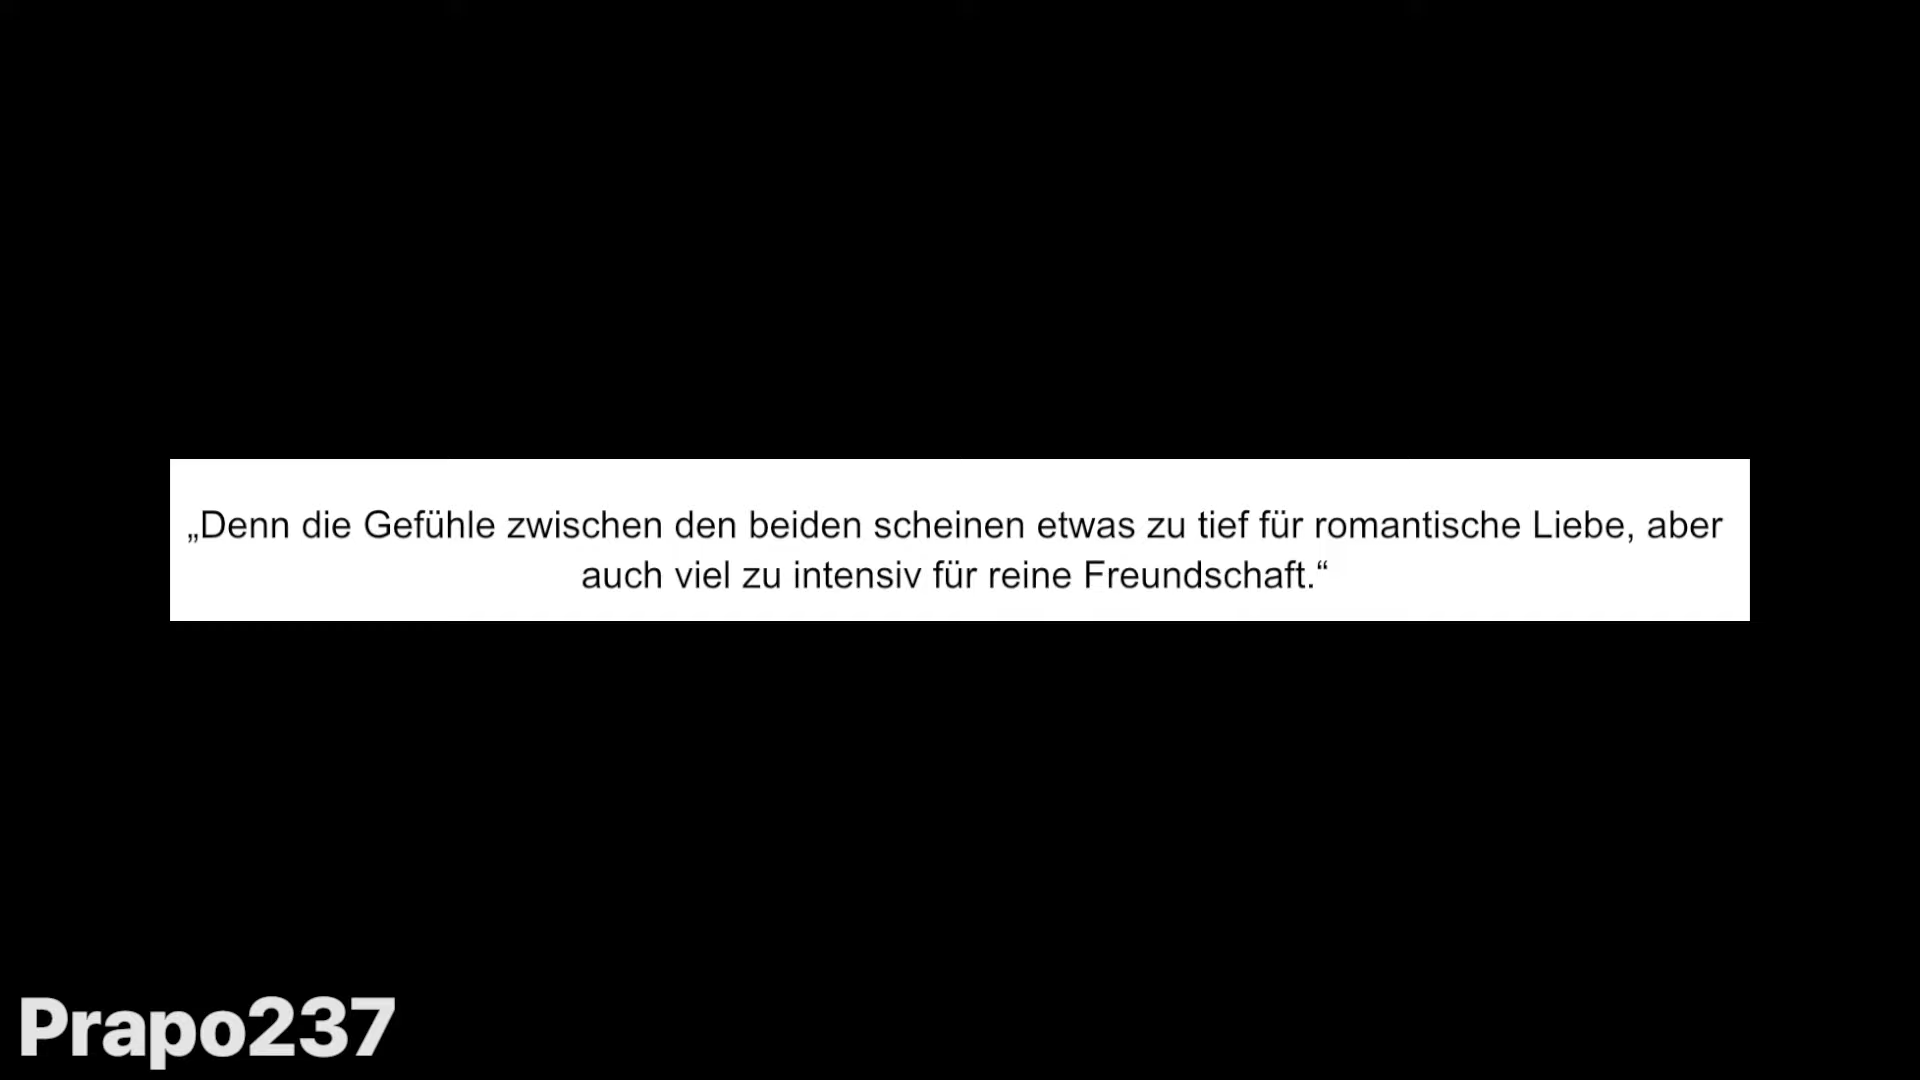 „Denn die Gefühle zwischen den beiden scheinen etwas zu tief für romantische Liebe, aber
auch viel zu intensiv für reine Freundschaft.“
Prapo237